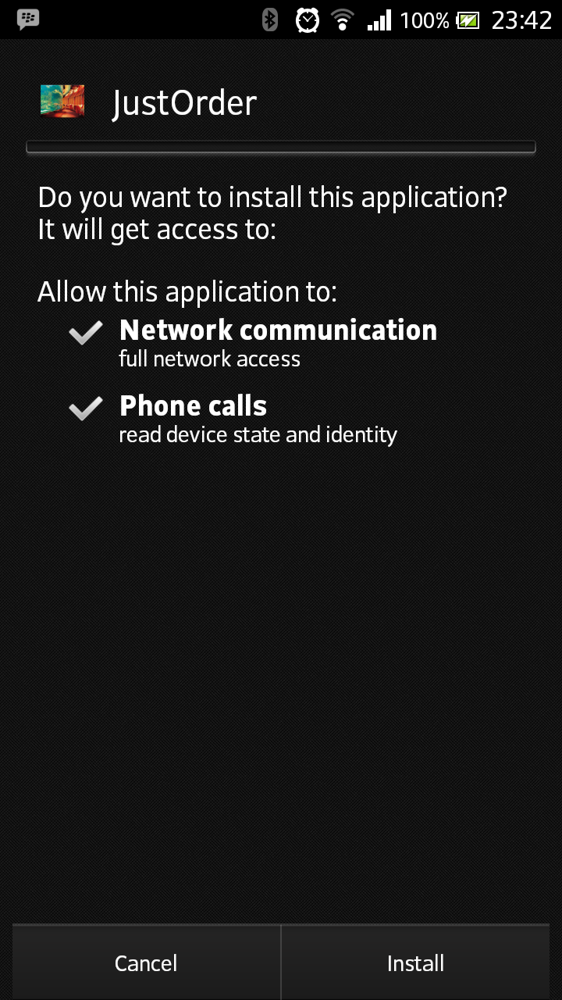 100% 23:42
JustOrder
Do you want to install this application?
It will get access to:
Allow this application to:
Network communication
full network access
Phone calls
read device state and identity
Cancel Install